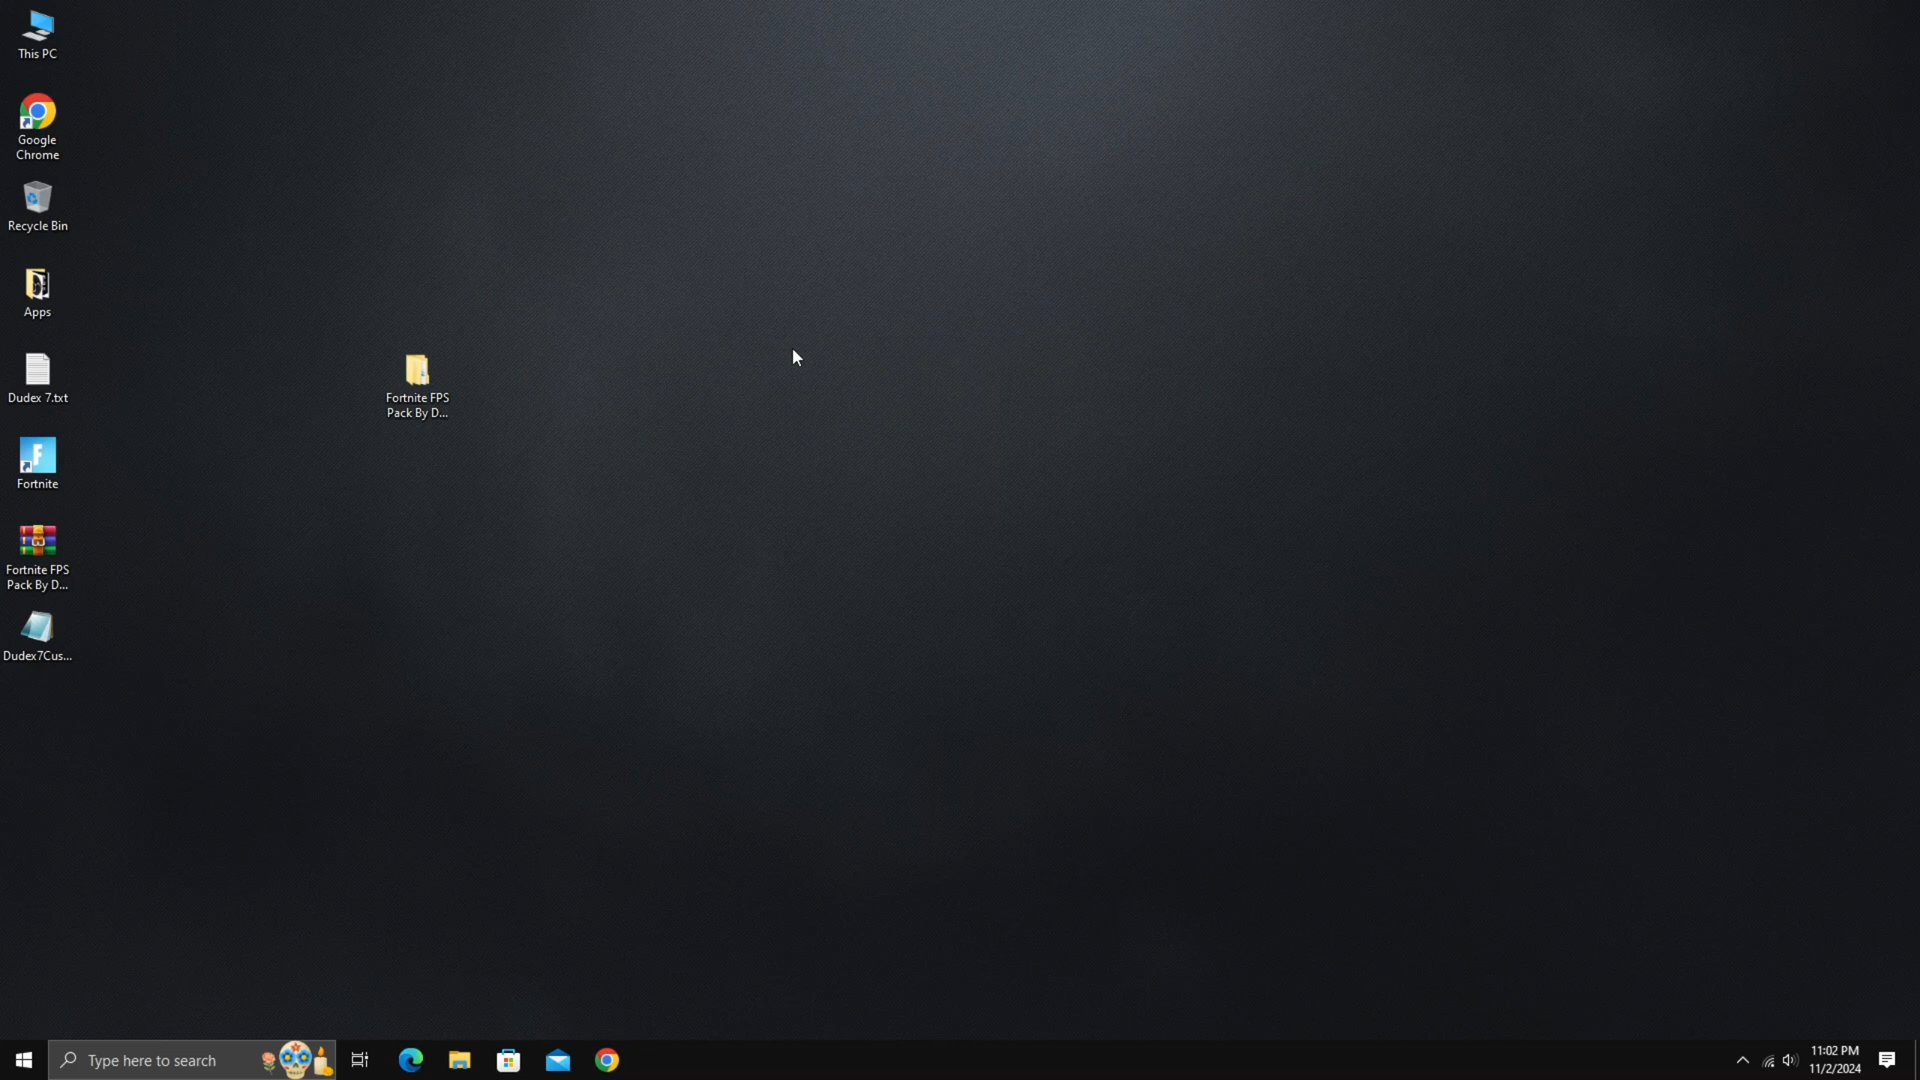 This PC
Google
Chrome
Recycle Bin
Apps
Dudex 7.txt
Fortnite
Fortnite FPS
Pack By D...
Dudex7Cus...
Fortnite FPS
Pack By D...
Type here to search
11:02 PM
11/2/2024